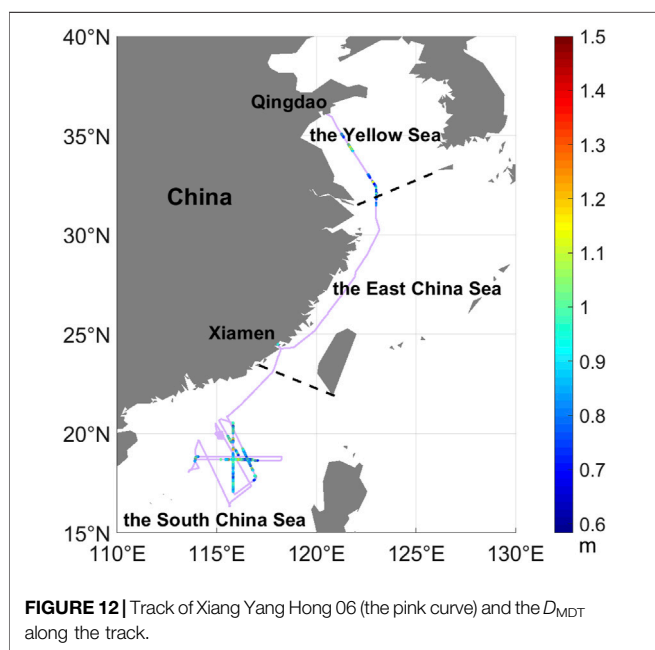 40°N
35°N
30°N
25°N
20°N
15°N
110°E 115°E 120°E 125°E 130°E
Qingdao
the Yellow Sea
China
the East China Sea
Xiamen
the South China Sea
1.5
1.4
1.3
1.2
1.1
1
0.9
0.8
0.7
0.6
m
FIGURE 12 | Track of Xiang Yang Hong 06 (the pink curve) and the DMDT
along the track.